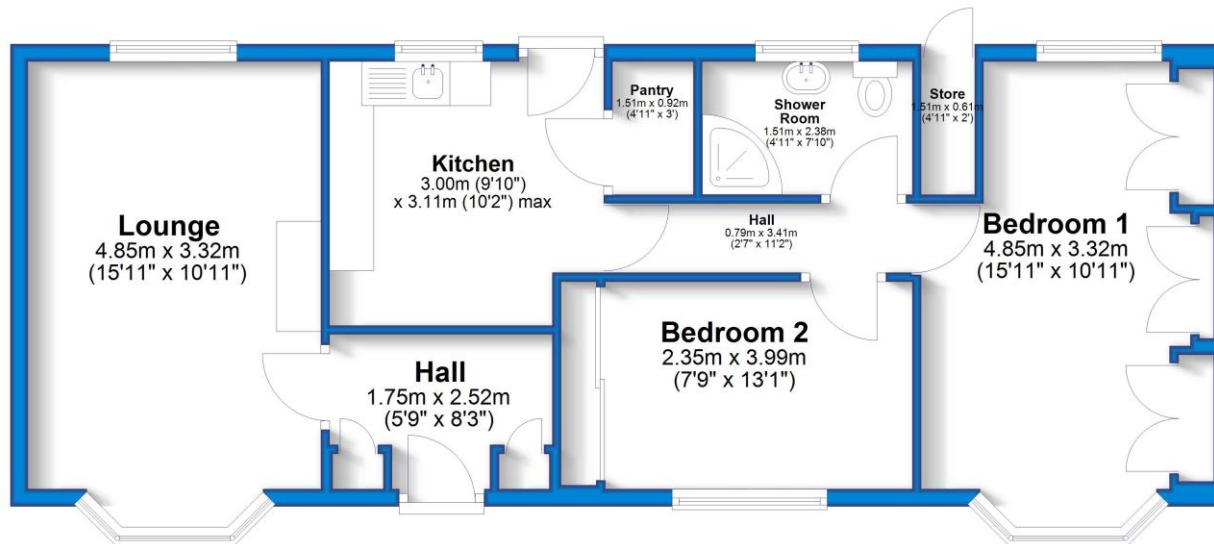 Lounge
4.85m x 3.32m
(15'11" x 10'11")
Kitchen
3.00m (9'10")
x 3.11m (10'2") max
Pantry
1.51m x 0.92m
(4'11" x 3')
Shower
Room
1.51m x 2.38m
(4'11" x 7'10")
Store
1.51m x 0.61m
(4'11" x 2')
Hall
0.79m x 3.41m
(2'7" x 11'2")
Bedroom 1
4.85m x 3.32m
(15'11" x 10'11")
Hall
1.75m x 2.52m
(5'9" x 8'3")
Bedroom 2
2.35m x 3.99m
(7'9" x 13'1")